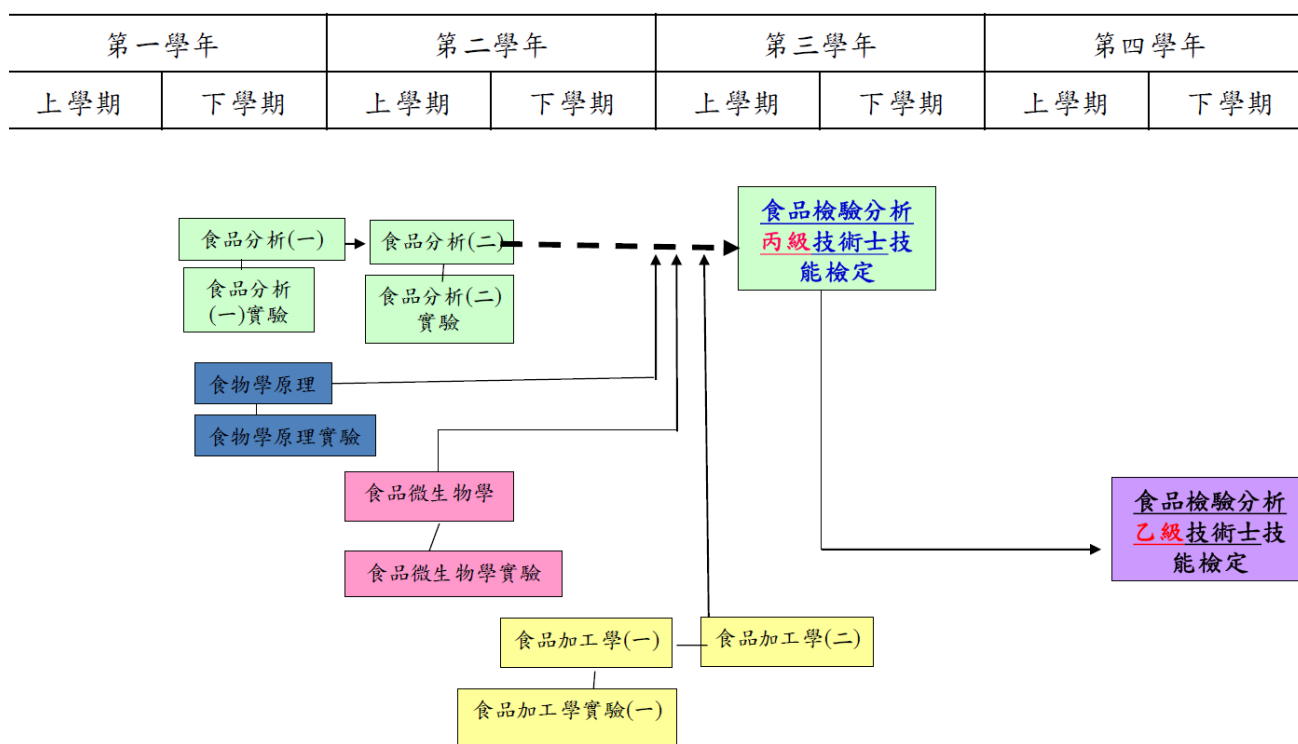 第一學年
第二學年
第三學年
第四學年
上學期
下學期
上學期
下學期
上學期
下學期
上學期
下學期
食品分析(一)
食品分析(二)
食品檢驗分析
丙級技術士技
能檢定
食品分析
(一)實驗
食品分析(二)
實驗
食物學原理
食物學原理實驗
食品微生物學
食品微生物學實驗
食品檢驗分析
乙級技術士技
能檢定
食品加工學(一)
食品加工學(二)
食品加工學實驗(一)